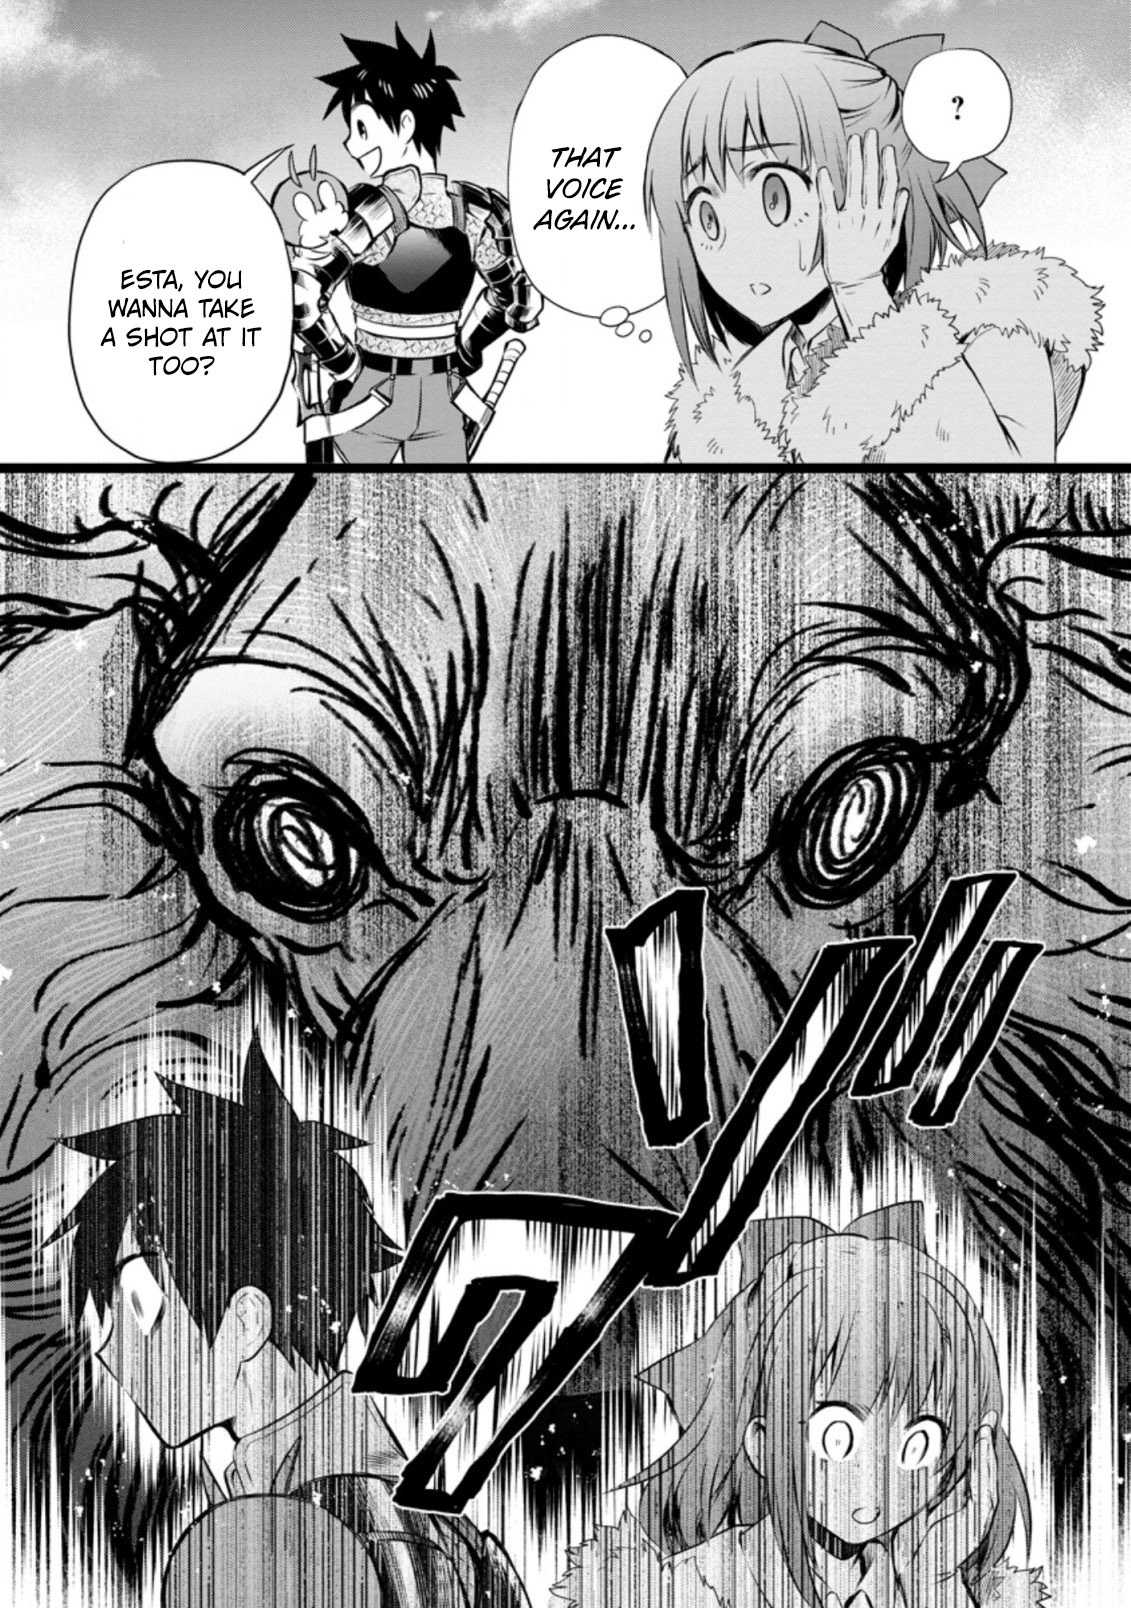 ?
THAT
VOICE
AGAIN...
ESTA, YOU
WANNA TAKE
A SHOT AT IT
TOO?